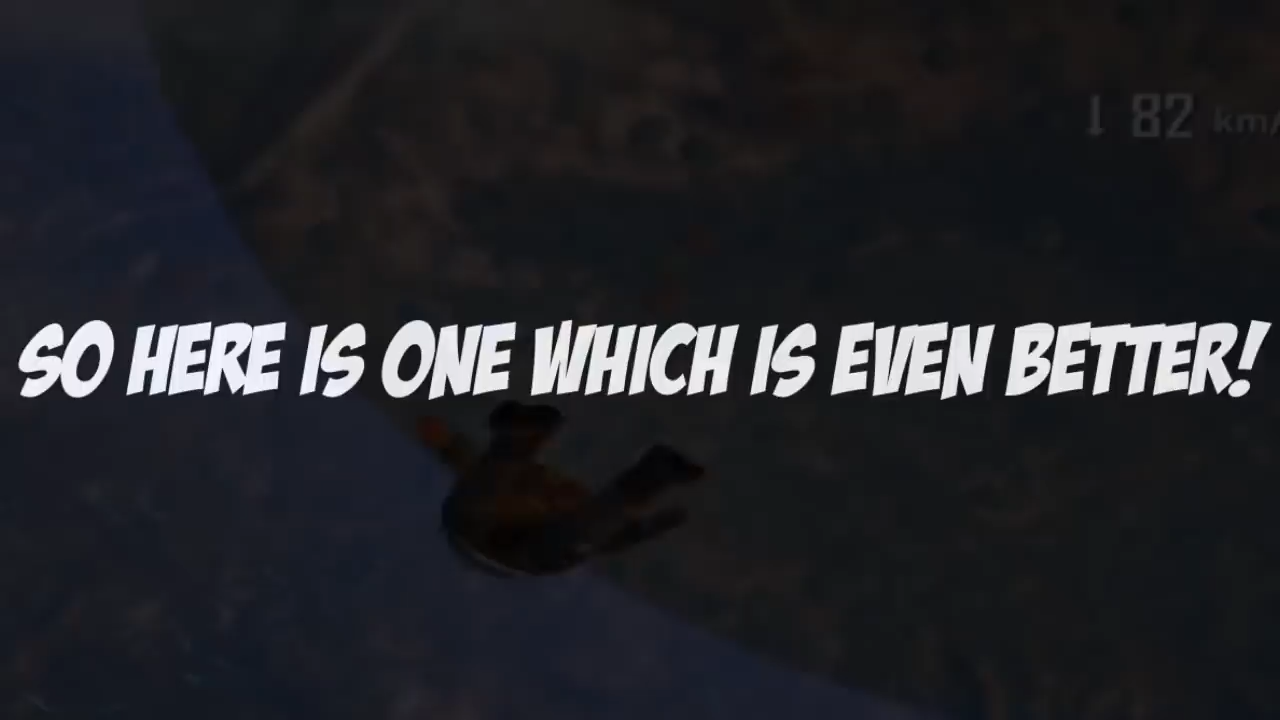 ↓ 82 km/
SO HERE IS ONE WHICH IS EVEN BETTER!